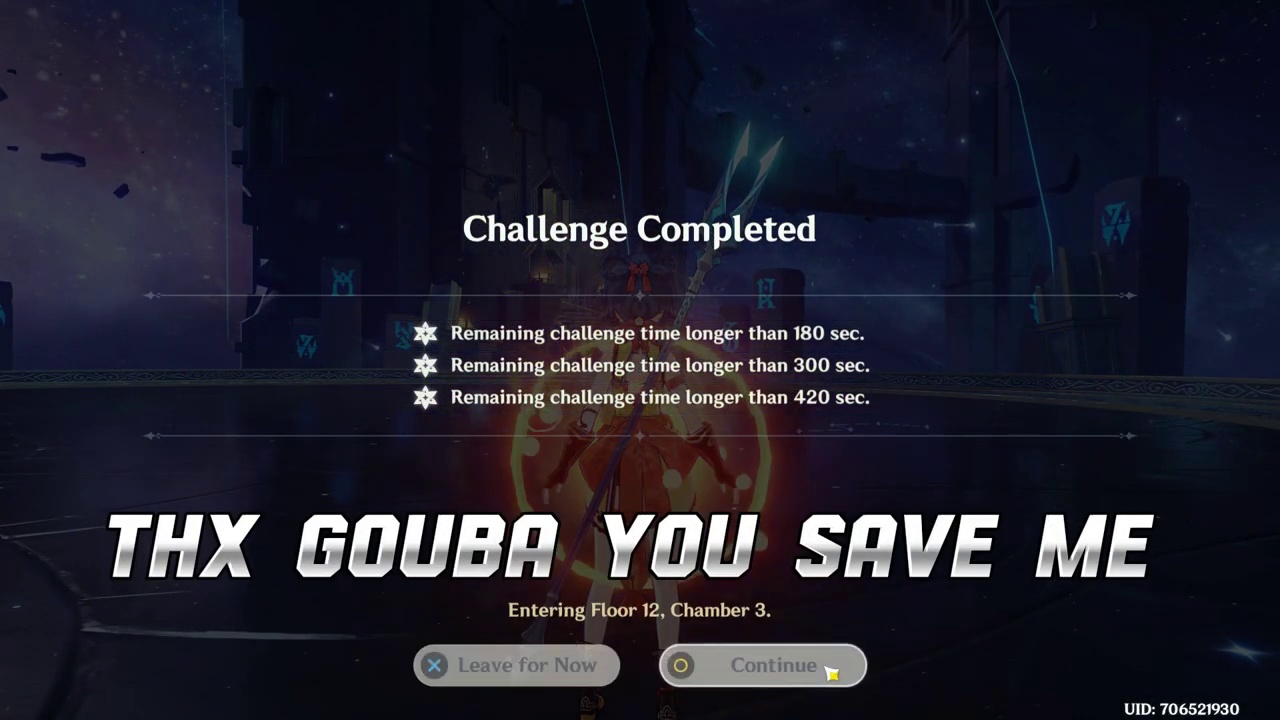 Challenge Completed
Remaining challenge time longer than 180 sec.
Remaining challenge time longer than 300 sec.
Remaining challenge time longer than 420 sec.
THX GOUBA YOU SAVE ME
Entering Floor 12, Chamber 3.
Leave for Now
Continue
UID: 706521930